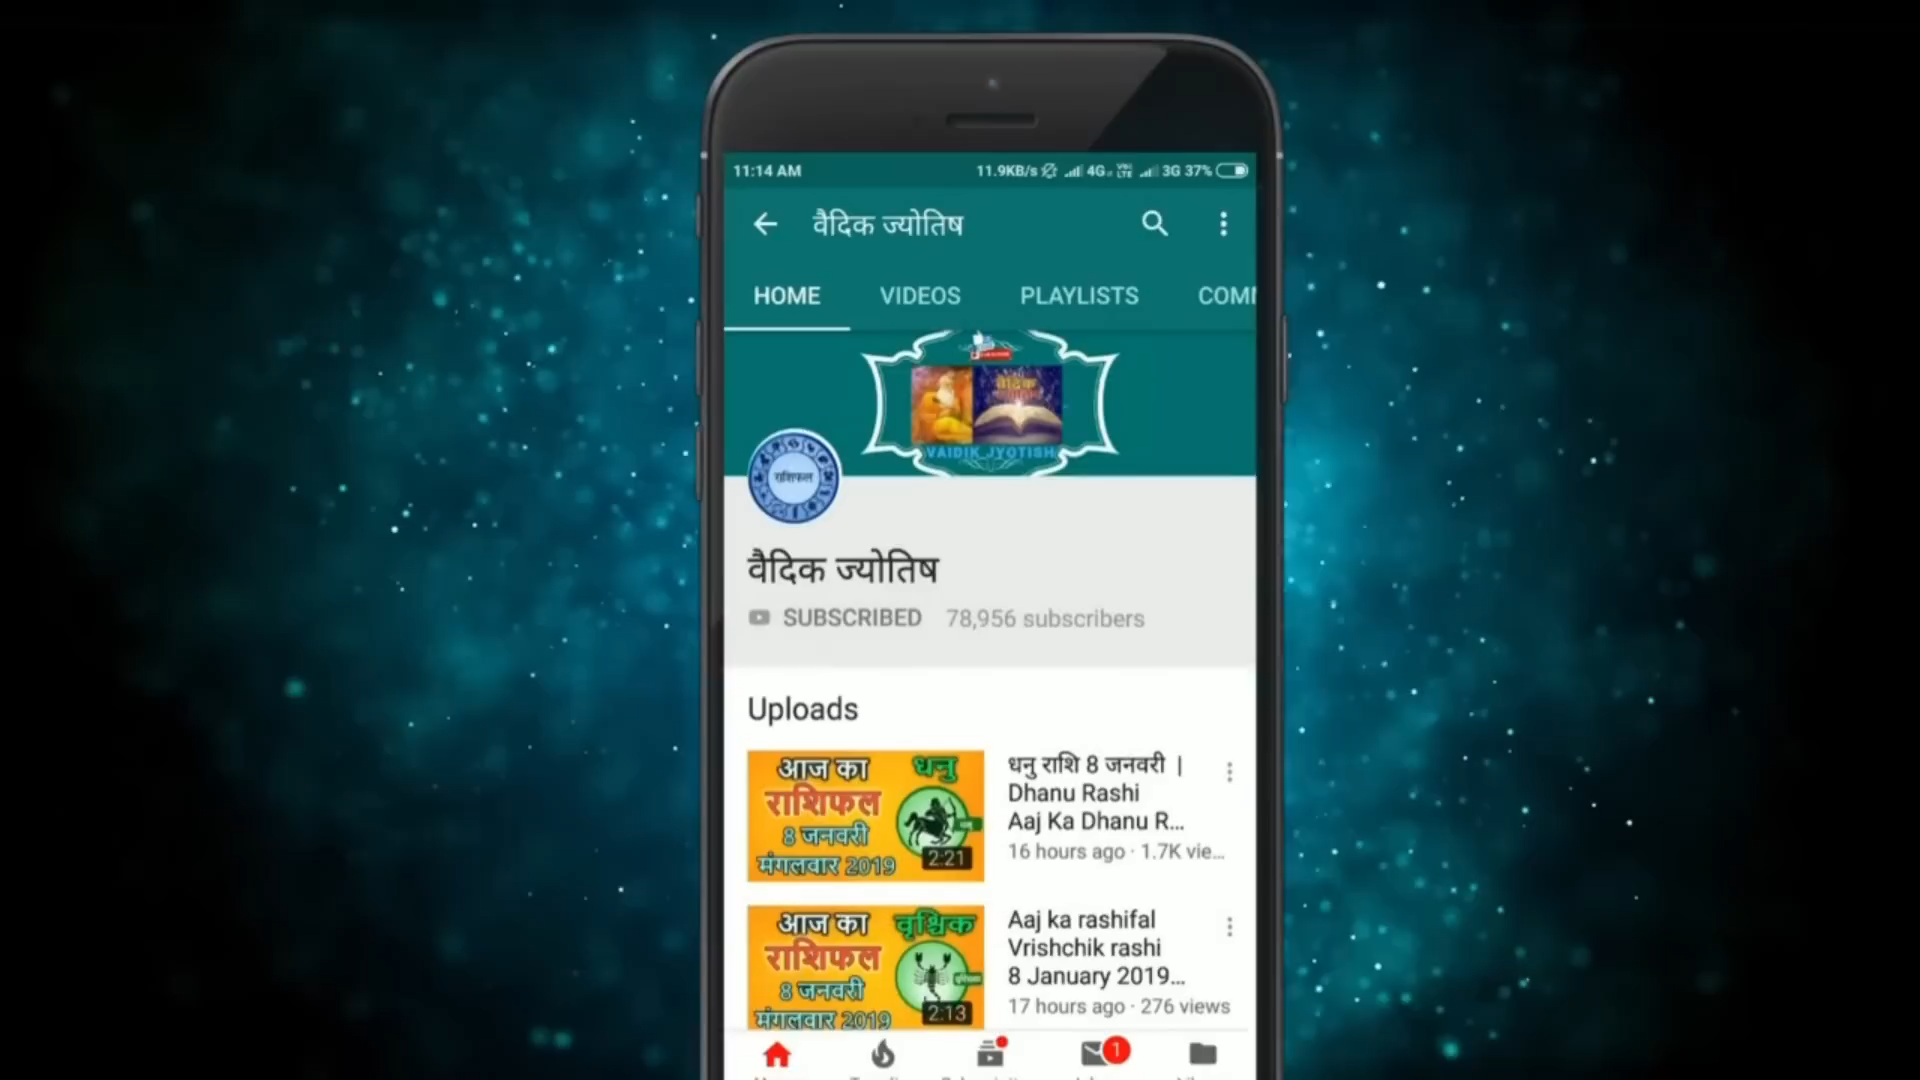 11:14 AM 11.9KB/s 4G VoLTE 3G 37%
वैदिक ज्योतिष
HOME VIDEOS PLAYLISTS COM
वैदिक
VAIDIK JYOTISH
राशिफल
वैदिक ज्योतिष
SUBSCRIBED 78,956 subscribers
Uploads
आज का धनु
राशिफल
8 जनवरी
मंगलवार 2019
2:21
धनु राशि 8 जनवरी |
Dhanu Rashi
Aaj Ka Dhanu R...
16 hours ago · 1.7K vie...
आज का वृश्चिक
राशिफल
8 जनवरी
मंगलवार 2019
2:13
Aaj ka rashifal
Vrishchik rashi
8 January 2019...
17 hours ago · 276 views
1